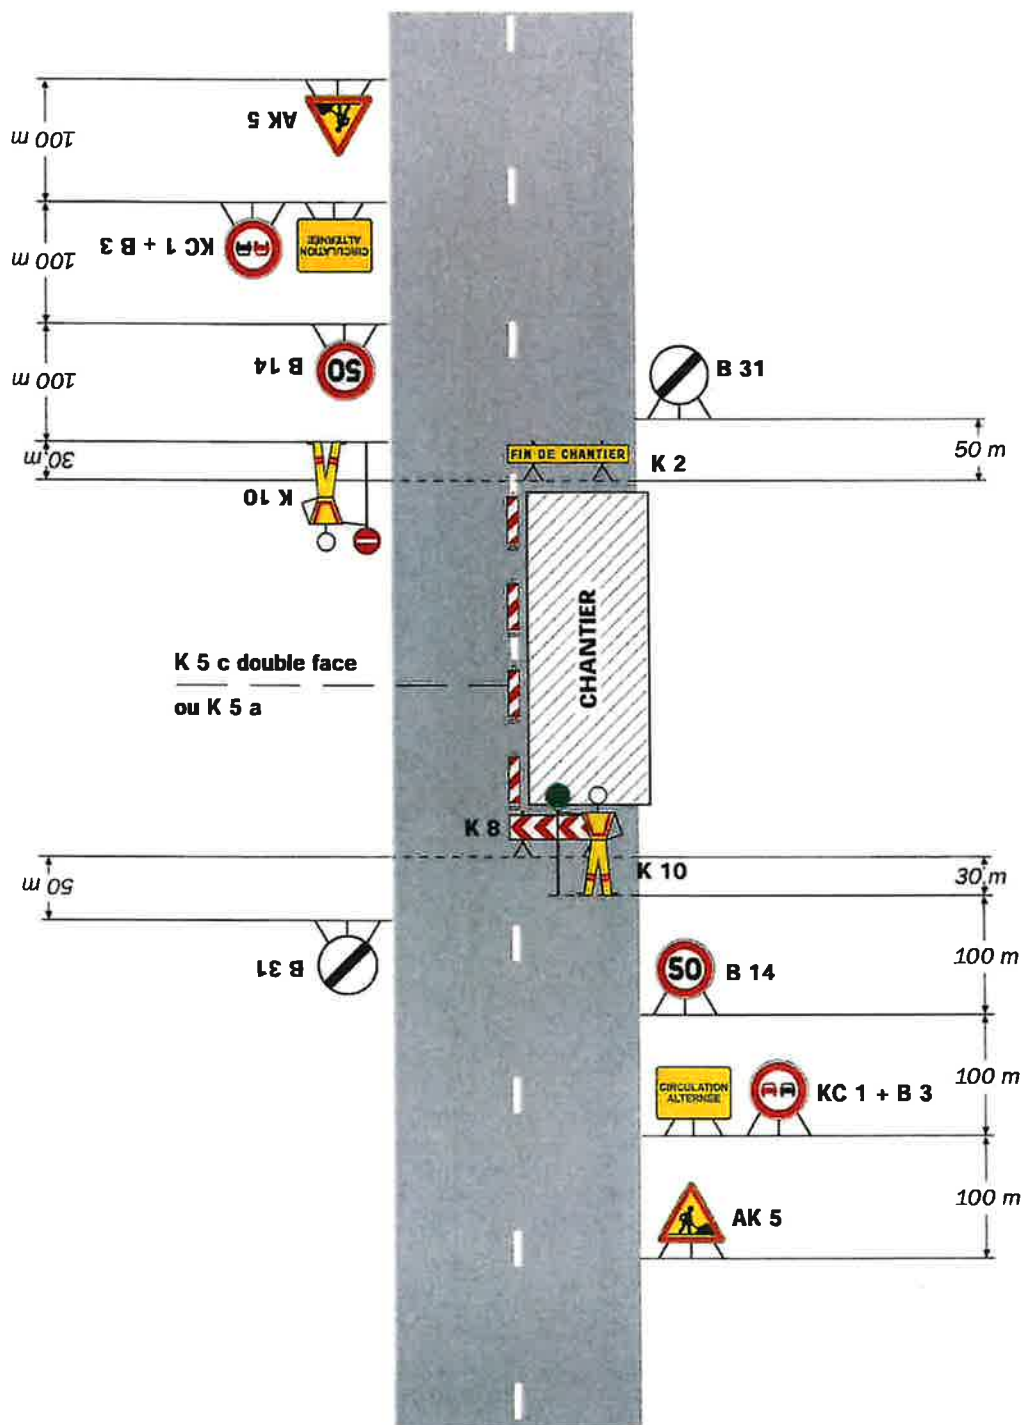 100 m
AK 5
100 m
KC 1 + B 3
CIRCULATION
ALTERNÉE
100 m
B 14
50
B 31
30 m
K 10
FIN DE CHANTIER
K 2
50 m
CHANTIER
K 5 c double face
ou K 5 a
K 8
K 10
30 m
50 m
B 31
50
B 14
100 m
CIRCULATION
ALTERNÉE
KC 1 + B 3
100 m
AK 5
100 m